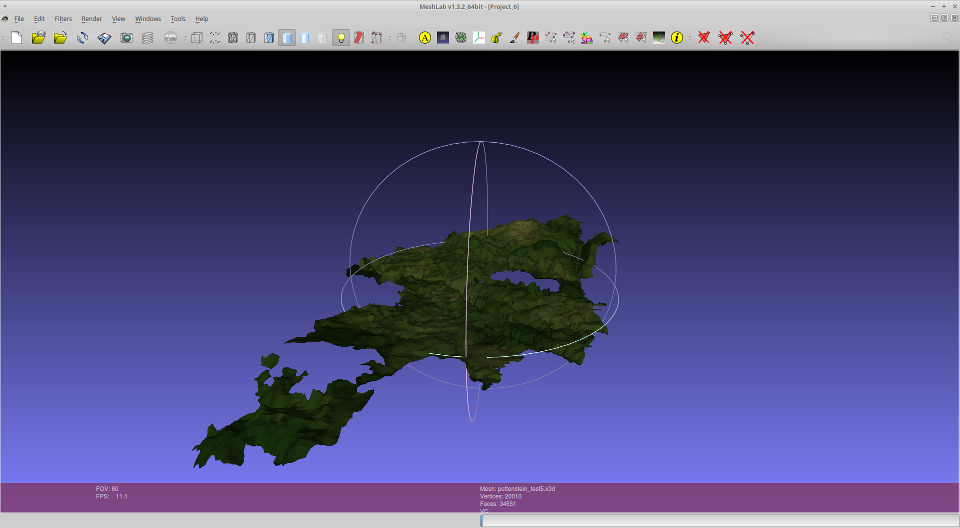 MeshLab v1.3.2_64bit - [Project_6]
File Edit Filters Render View Windows Tools Help
A
i
FOV: 60
FPS: 11.1
Mesh: pottenstein_test5.x3d
Vertices: 20010
Faces: 34551
VC